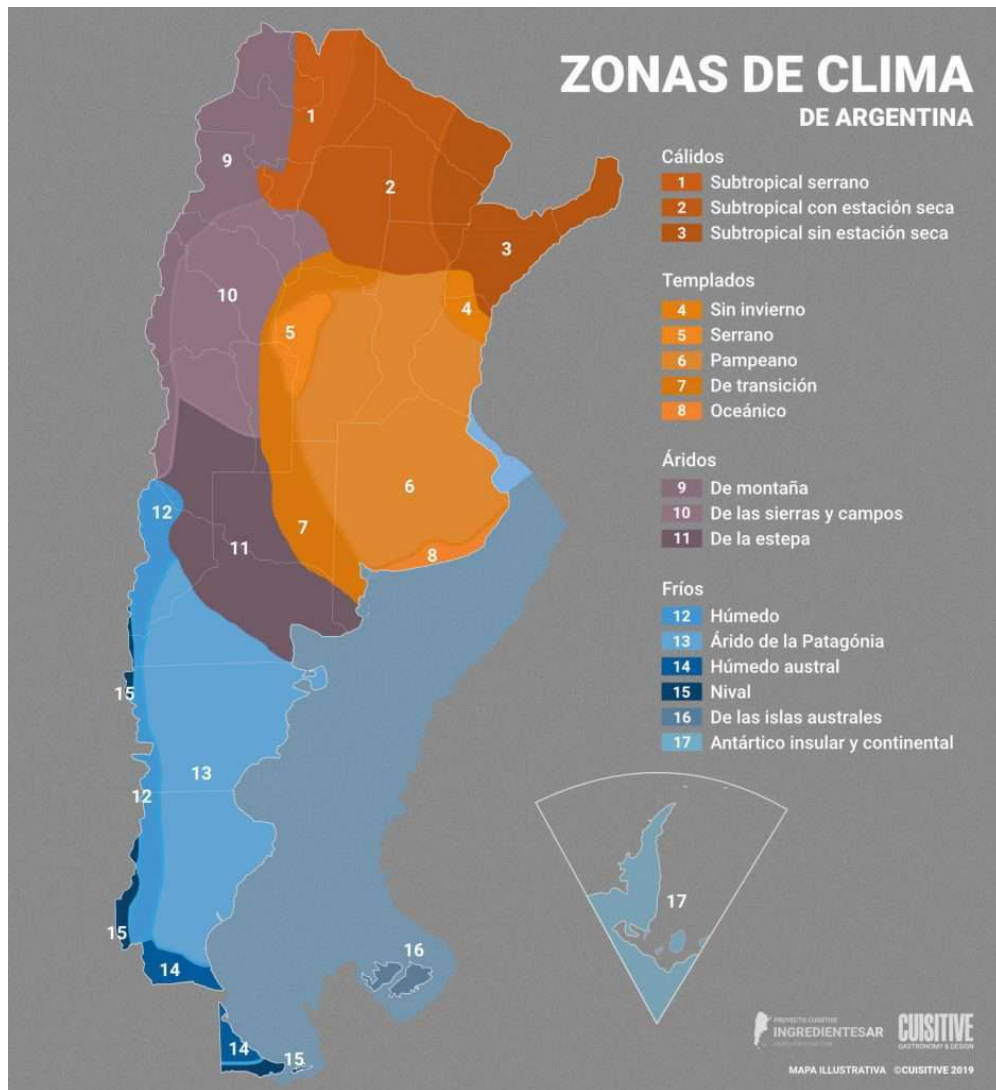 ZONAS DE CLIMA
DE ARGENTINA
Cálidos
1 Subtropical serrano
2 Subtropical con estación seca
3 Subtropical sin estación seca
Templados
4 Sin invierno
5 Serrano
6 Pampeano
7 De transición
8 Oceánico
Áridos
9 De montaña
10 De las sierras y campos
11 De la estepa
Fríos
12 Húmedo
13 Árido de la Patagónia
14 Húmedo austral
15 Nival
16 De las islas australes
17 Antártico insular y continental
1
9
2
3
10
4
5
6
12
7
11
8
15
13
12
17
15
16
14
14
15
PROYECTO CUISITIVE
INGREDIENTESAR
CUISITIVE
GASTRONOMY & DESIGN
MAPA ILLUSTRATIVA ©CUISITIVE 2019